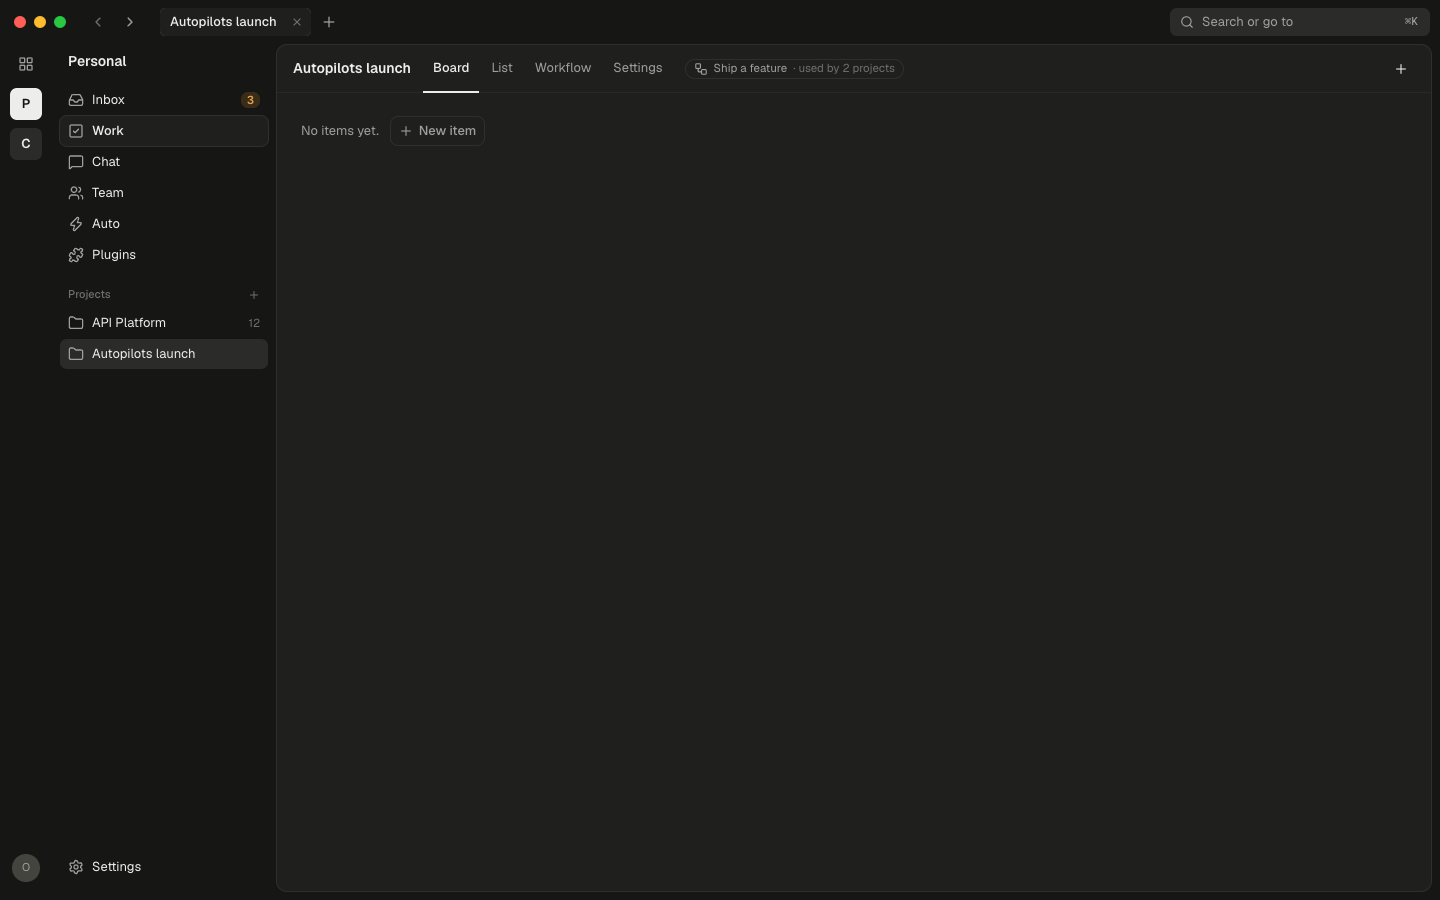 Autopilots launch
Search or go to ⌘K
P
C
Personal
Inbox 3
Work
Chat
Team
Auto
Plugins
Projects
API Platform 12
Autopilots launch
O
Settings
Autopilots launch Board List Workflow Settings Ship a feature · used by 2 projects
No items yet. New item